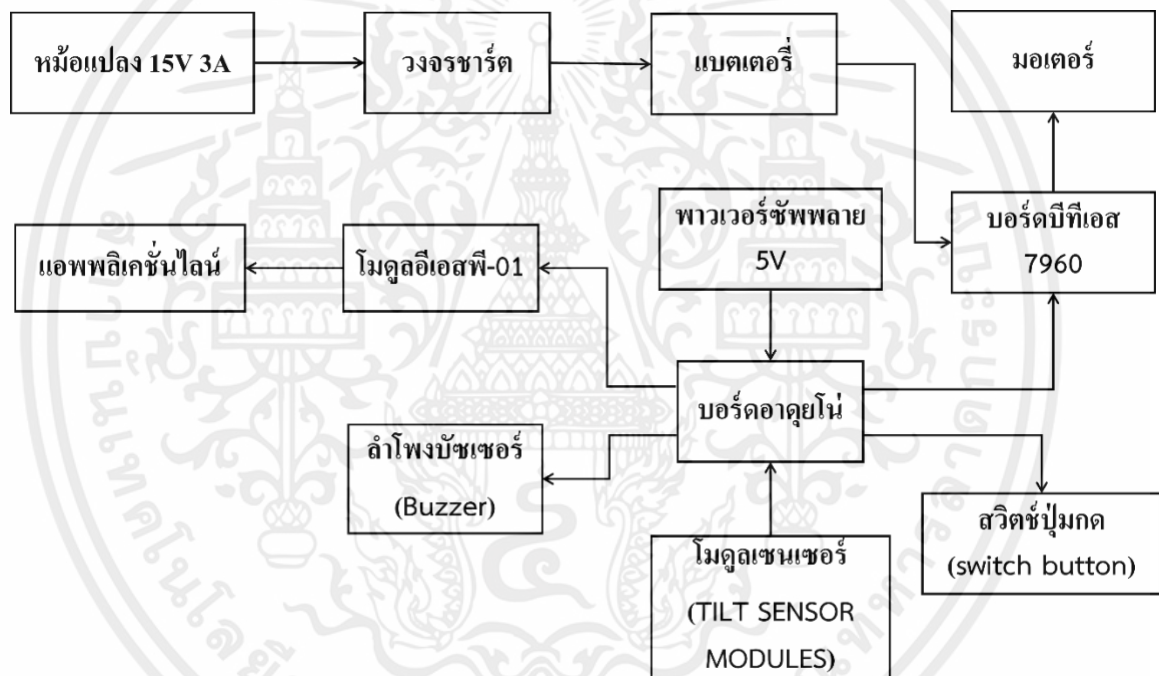 หม้อแปลง 15V 3A
วงจรชาร์ต
แบตเตอรี่
มอเตอร์
พาวเวอร์ซัพพลาย
5V
บอร์ดบีทีเอส
7960
แอพพลิเคชั่นไลน์
โมดูลอีเอสพี-01
บอร์ดอาดุยโน่
ลำโพงบัซเซอร์
(Buzzer)
สวิตช์ปุ่มกด
(switch button)
โมดูลเซนเซอร์
(TILT SENSOR
MODULES)